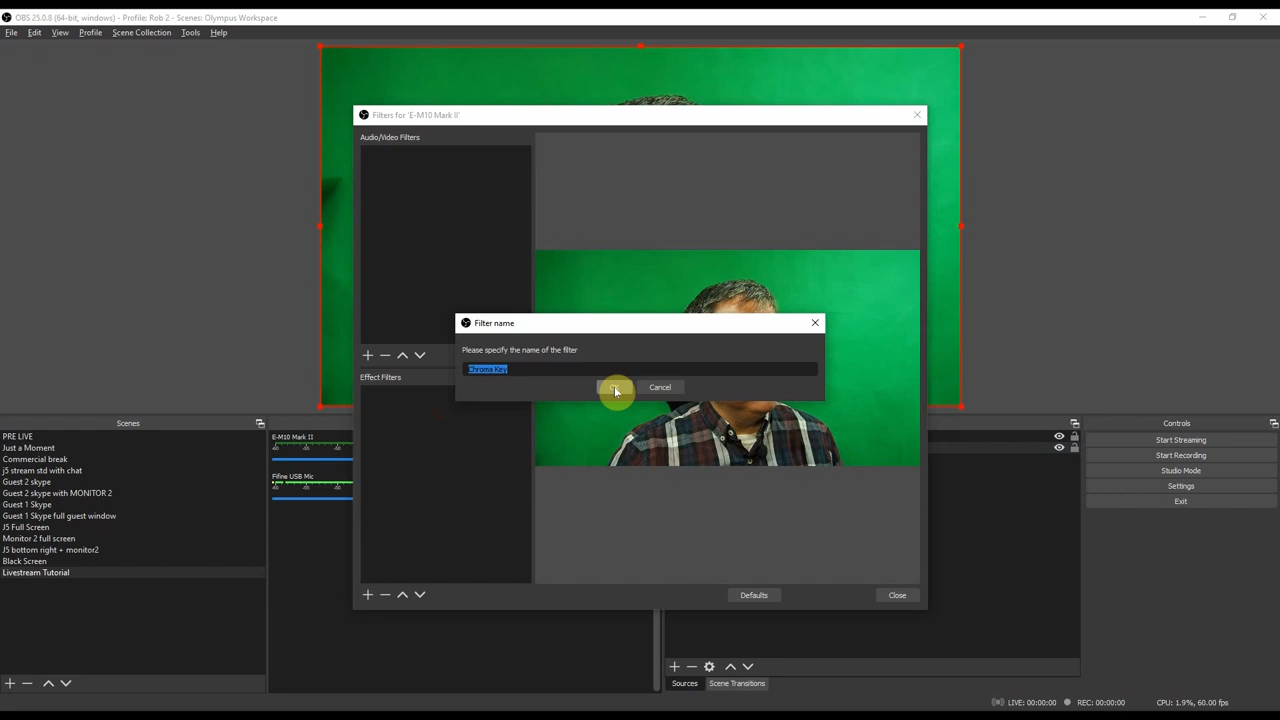 OBS 25.0.8 (64-bit, windows) - Profile: Rob 2 - Scenes: Olympus Workspace
File Edit View Profile Scene Collection Tools Help
Filters for 'E-M10 Mark II'
Audio/Video Filters
Filter name
Please specify the name of the filter
Chroma Key
Cancel
Effect Filters
Defaults Close
Scenes
PRE LIVE
Just a Moment
Commercial break
j5 stream std with chat
Guest 2 skype
Guest 2 skype with MONITOR 2
Guest 1 Skype
Guest 1 Skype full guest window
J5 Full Screen
Monitor 2 full screen
J5 bottom right + monitor2
Black Screen
Livestream Tutorial
E-M10 Mark II
-60 -55 -50
Fifine USB Mic
-60 -55 -50
Controls
Start Streaming
Start Recording
Studio Mode
Settings
Exit
Sources Scene Transitions
LIVE: 00:00:00 REC: 00:00:00 CPU: 1.9%, 60.00 fps